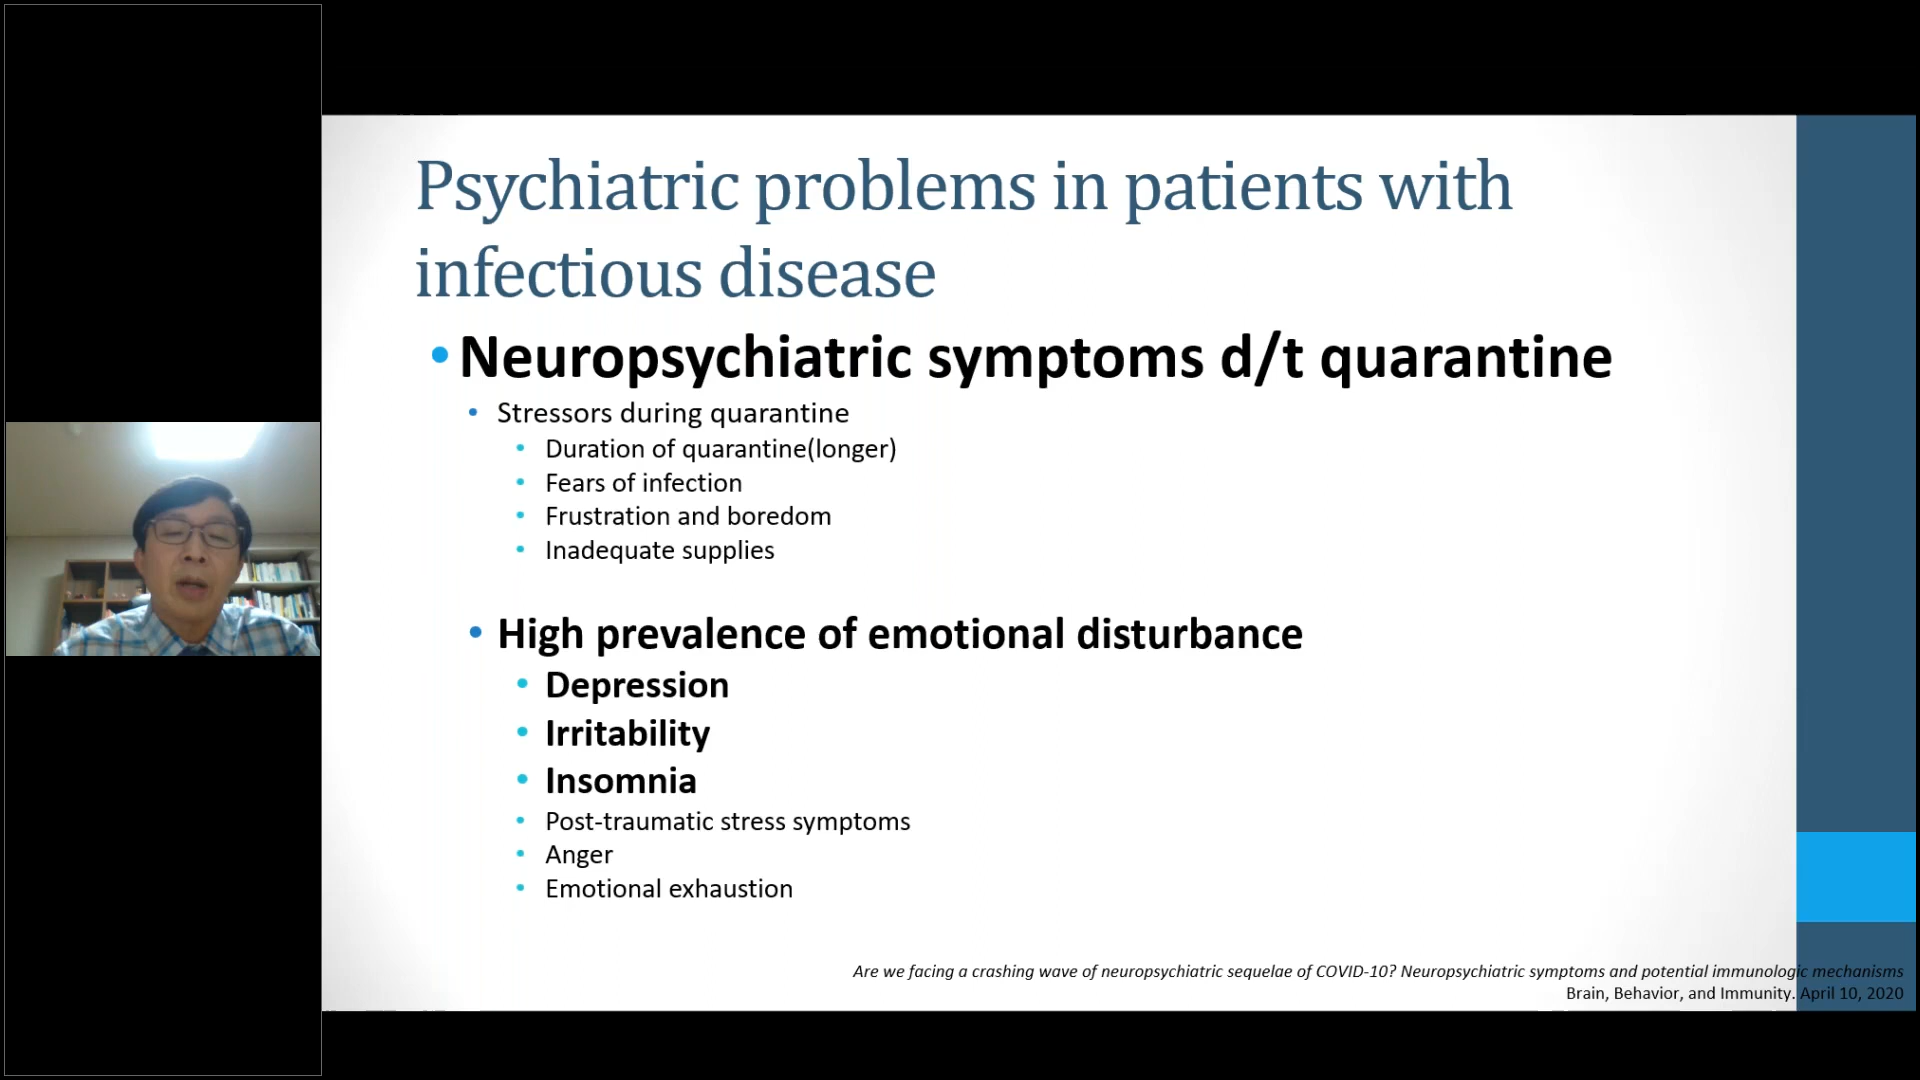 Psychiatric problems in patients with
infectious disease
• Neuropsychiatric symptoms d/t quarantine
• Stressors during quarantine
• Duration of quarantine(longer)
• Fears of infection
• Frustration and boredom
• Inadequate supplies
• High prevalence of emotional disturbance
• Depression
• Irritability
• Insomnia
• Post-traumatic stress symptoms
• Anger
• Emotional exhaustion
Are we facing a crashing wave of neuropsychiatric sequelae of COVID-10? Neuropsychiatric symptoms and potential immunologic mechanisms
Brain, Behavior, and Immunity. April 10, 2020